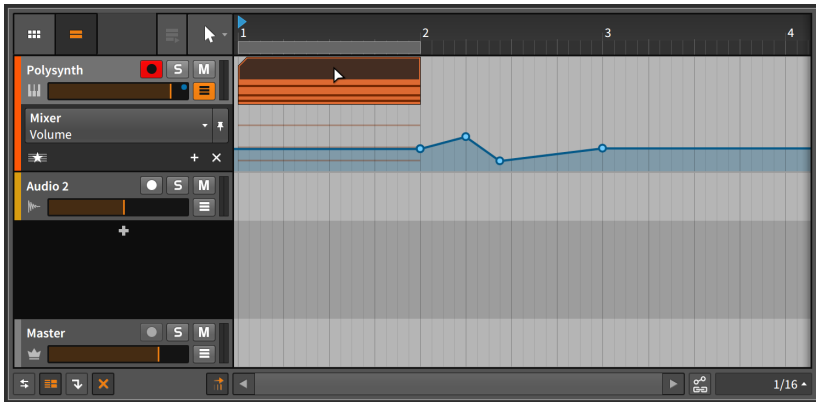 1 2 3 4
Polysynth S M
Mixer
Volume
Audio 2 S M
Master S M
1/16